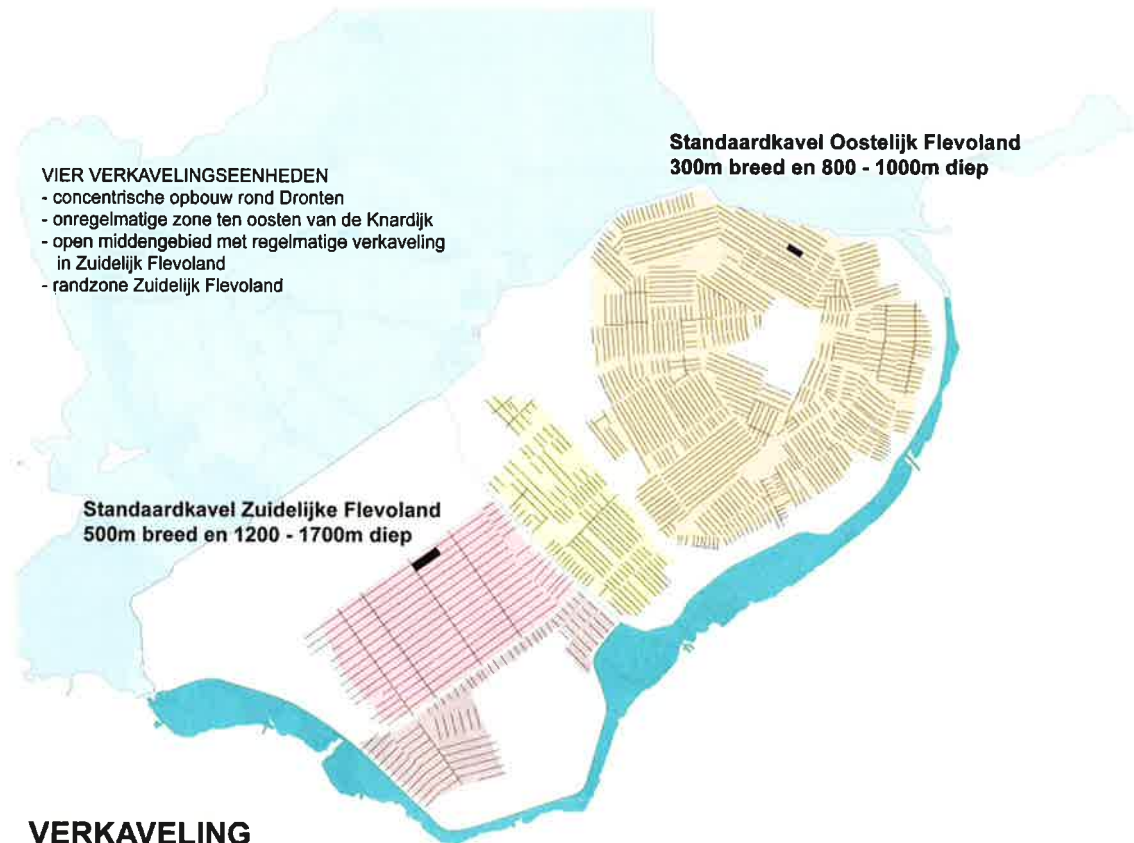 VIER VERKAVELINGSEENHEDEN
- concentrische opbouw rond Dronten
- onregelmatige zone ten oosten van de Knardijk
- open middengebied met regelmatige verkaveling
in Zuidelijk Flevoland
- randzone Zuidelijk Flevoland
Standaardkavel Oostelijk Flevoland
300m breed en 800 - 1000m diep
Standaardkavel Zuidelijke Flevoland
500m breed en 1200 - 1700m diep
VERKAVELING